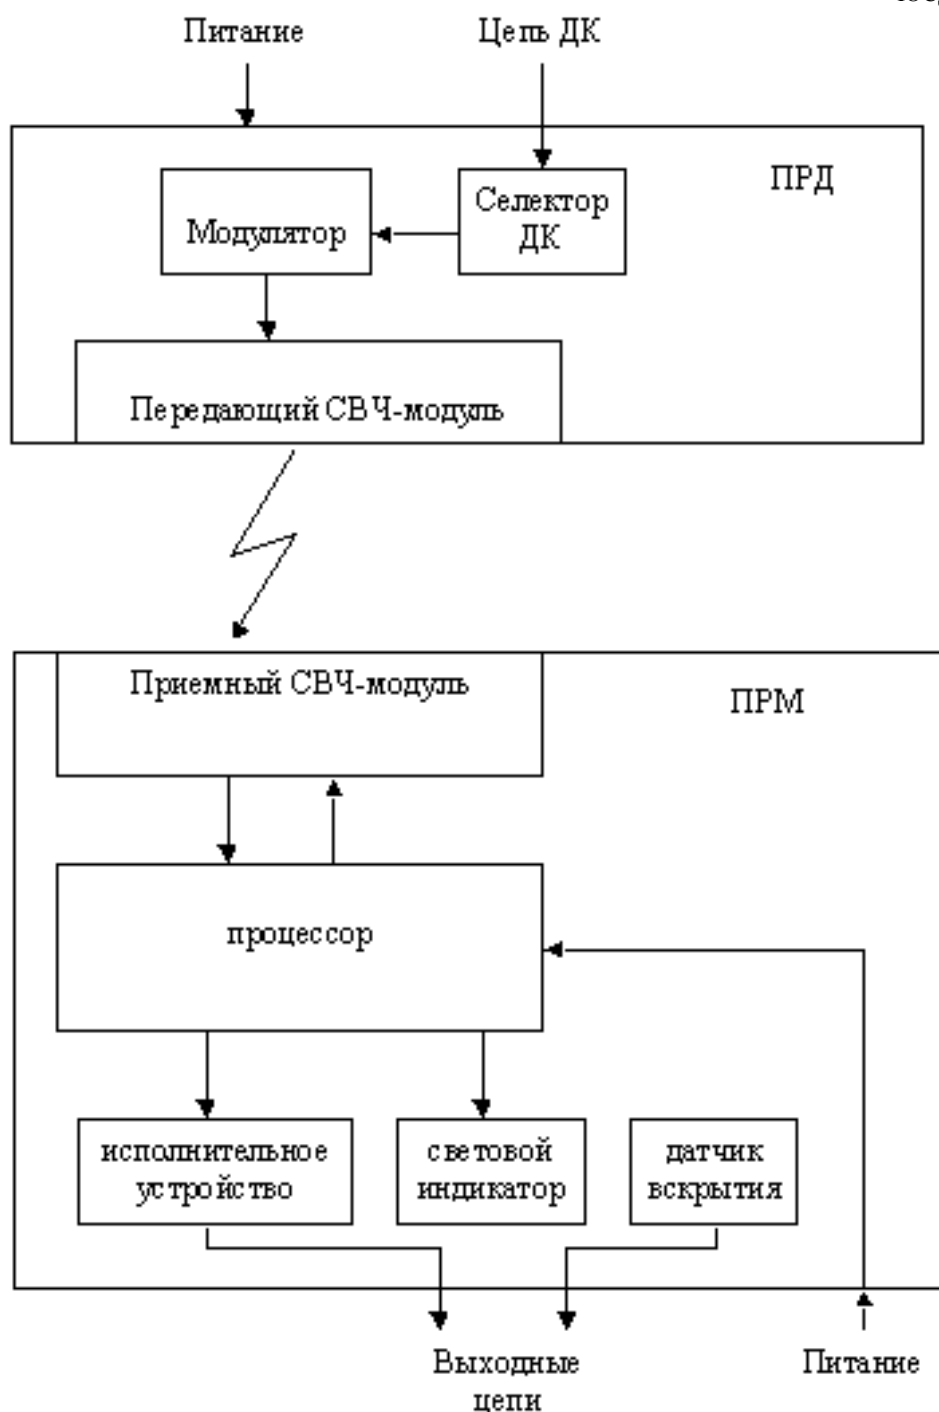 Питание
Цепь ДК
ПРД
Селектор
ДК
Модулятор
Передающий СВЧ-модуль
Приемный СВЧ-модуль
ПРМ
процессор
исполнительное
устройство
световой
индикатор
датчик
вскрытия
Выходные
цепи
Питание